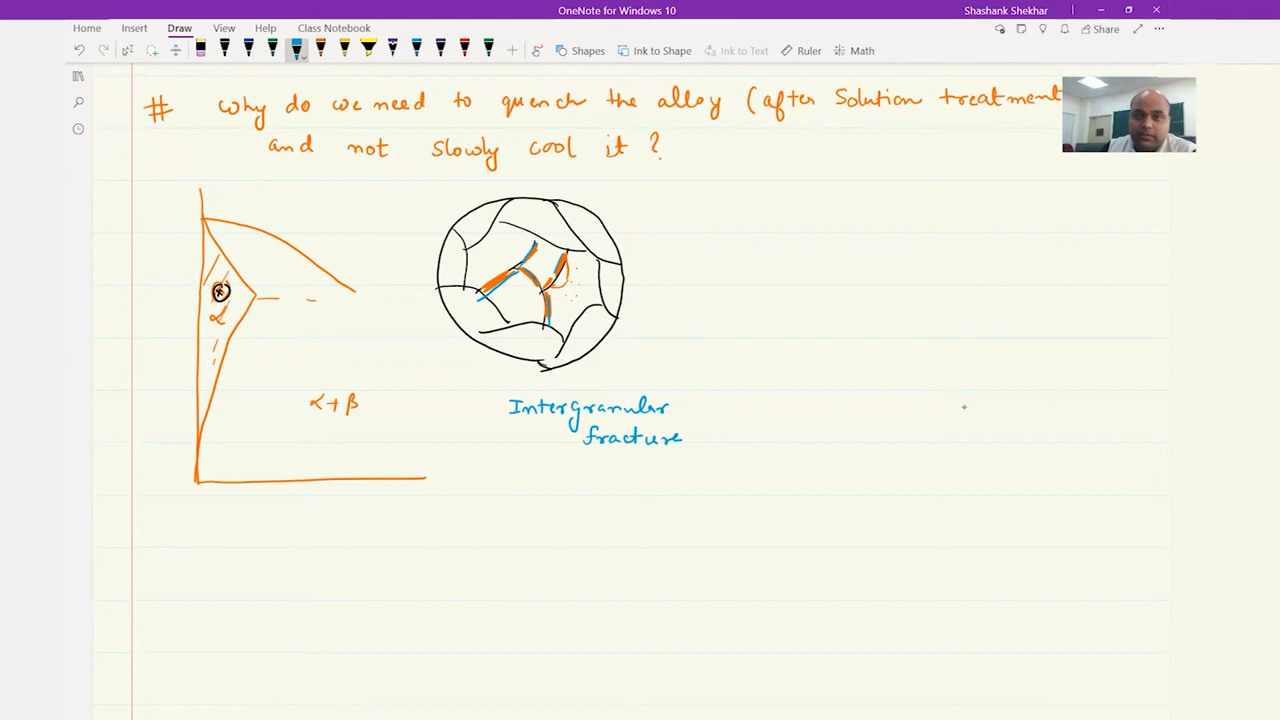 OneNote for Windows 10
Shashank Shekhar
Home Insert Draw View Help Class Notebook
Shapes Ink to Shape Ink to Text Ruler Math Share
# Why do we need to quench the alloy (after Solution treatment
and not slowly cool it ?
α
α+β
Intergranular
fracture